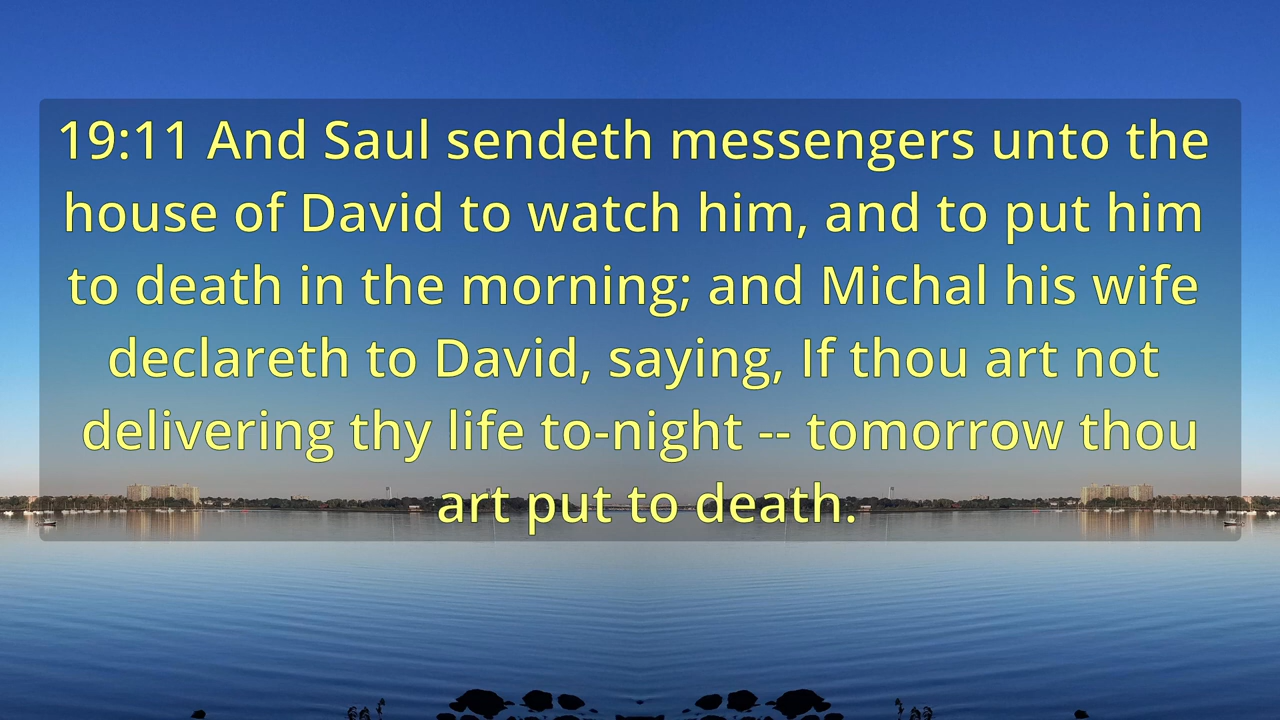 19:11 And Saul sendeth messengers unto the
house of David to watch him, and to put him
to death in the morning; and Michal his wife
declareth to David, saying, If thou art not
delivering thy life to-night -- tomorrow thou
art put to death.